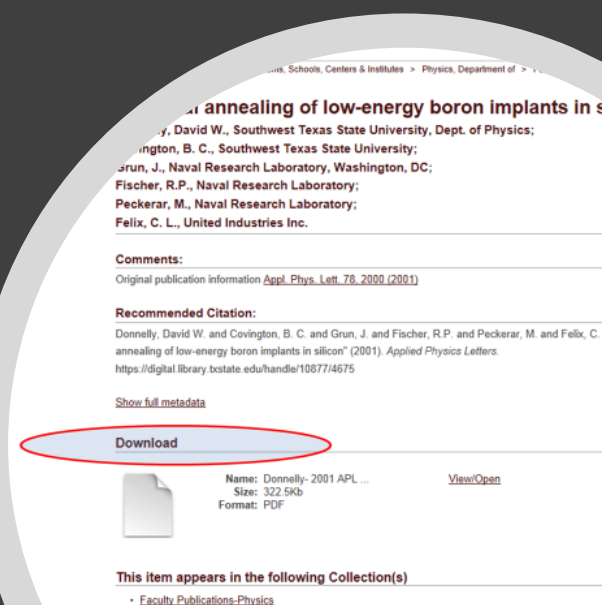 Schools, Centers & Institutes > Physics, Department of >
annealing of low-energy boron implants in
David W., Southwest Texas State University, Dept. of Physics;
B. C., Southwest Texas State University;
Grun, J., Naval Research Laboratory, Washington, DC;
Fischer, R.P., Naval Research Laboratory;
Peckerar, M., Naval Research Laboratory;
Felix, C. L., United Industries Inc.
Comments:
Original publication information Appl. Phys. Lett. 78, 2000 (2001)
Recommended Citation:
Donnelly, David W. and Covington, B. C. and Grun, J. and Fischer, R.P. and Peckerar, M. and Felix, C.
annealing of low-energy boron implants in silicon" (2001). Applied Physics Letters.
https://digital.library.txstate.edu/handle/10877/4675
Show full metadata
Download
Name: Donnelly- 2001 APL ... View/Open
Size: 322.5Kb
Format: PDF
This item appears in the following Collection(s)
• Faculty Publications-Physics